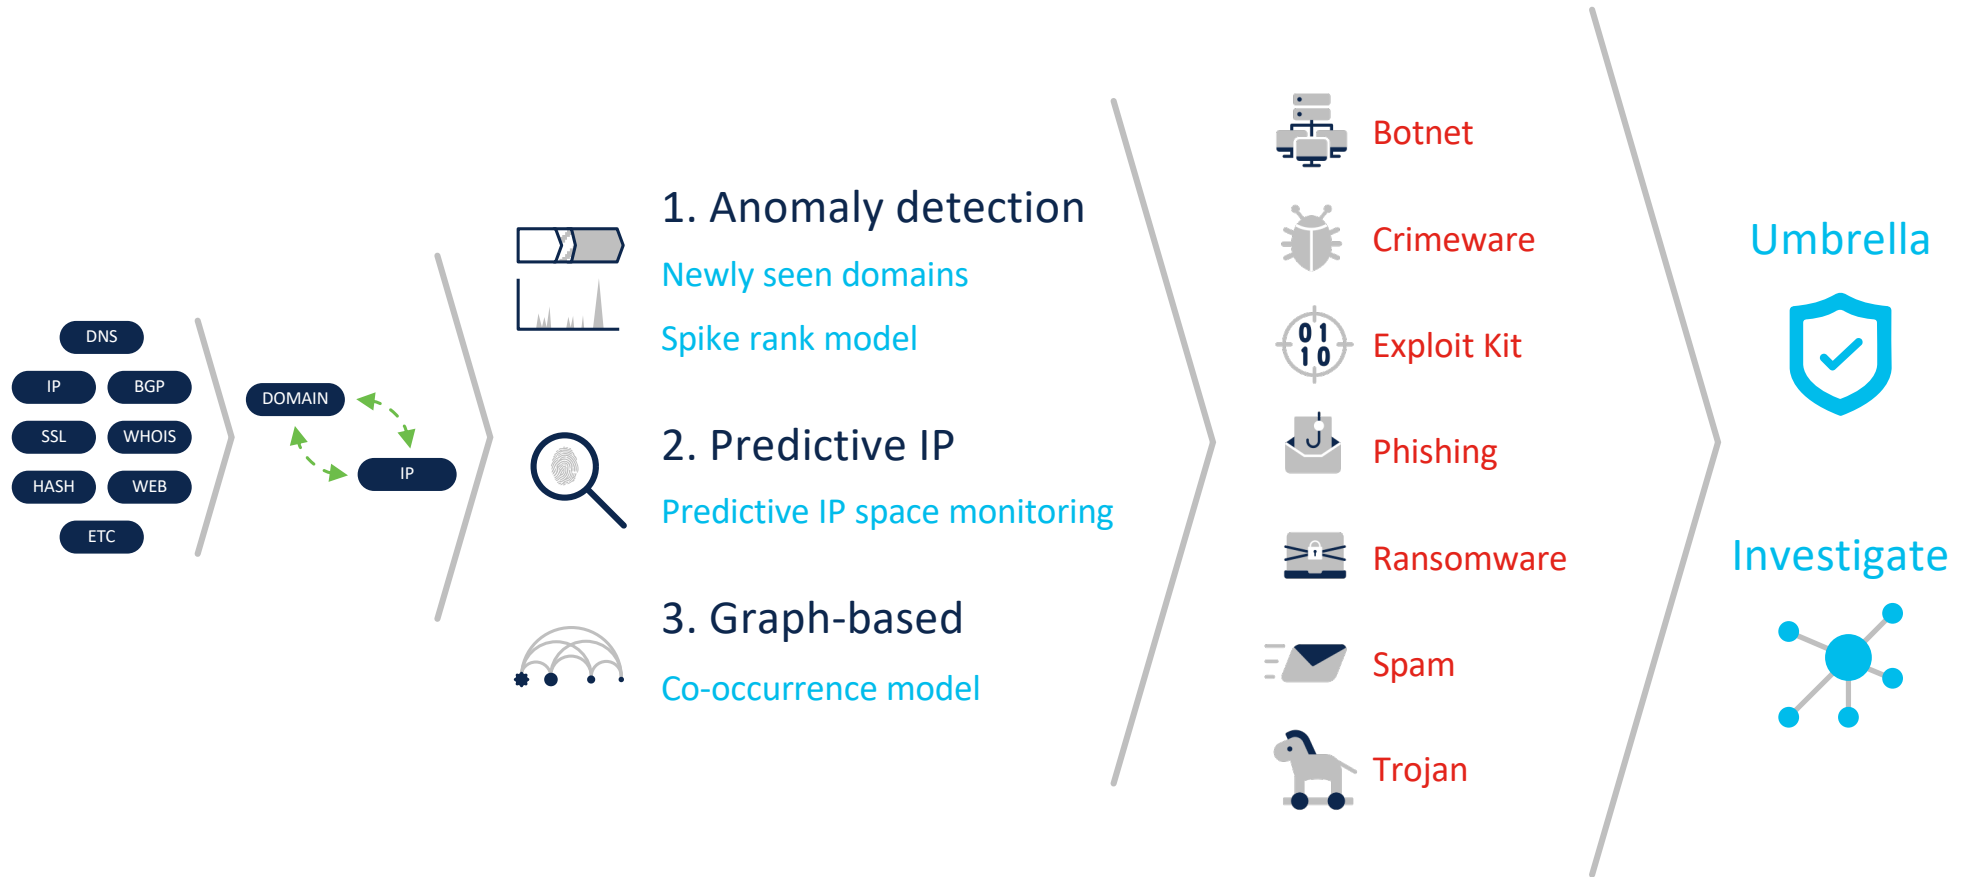 DNS
IP
BGP
SSL
WHOIS
HASH
WEB
ETC
DOMAIN
IP
1. Anomaly detection
Newly seen domains
Spike rank model
2. Predictive IP
Predictive IP space monitoring
3. Graph-based
Co-occurrence model
Botnet
Crimeware
01
10
Exploit Kit
Phishing
Ransomware
Spam
Trojan
Umbrella
Investigate